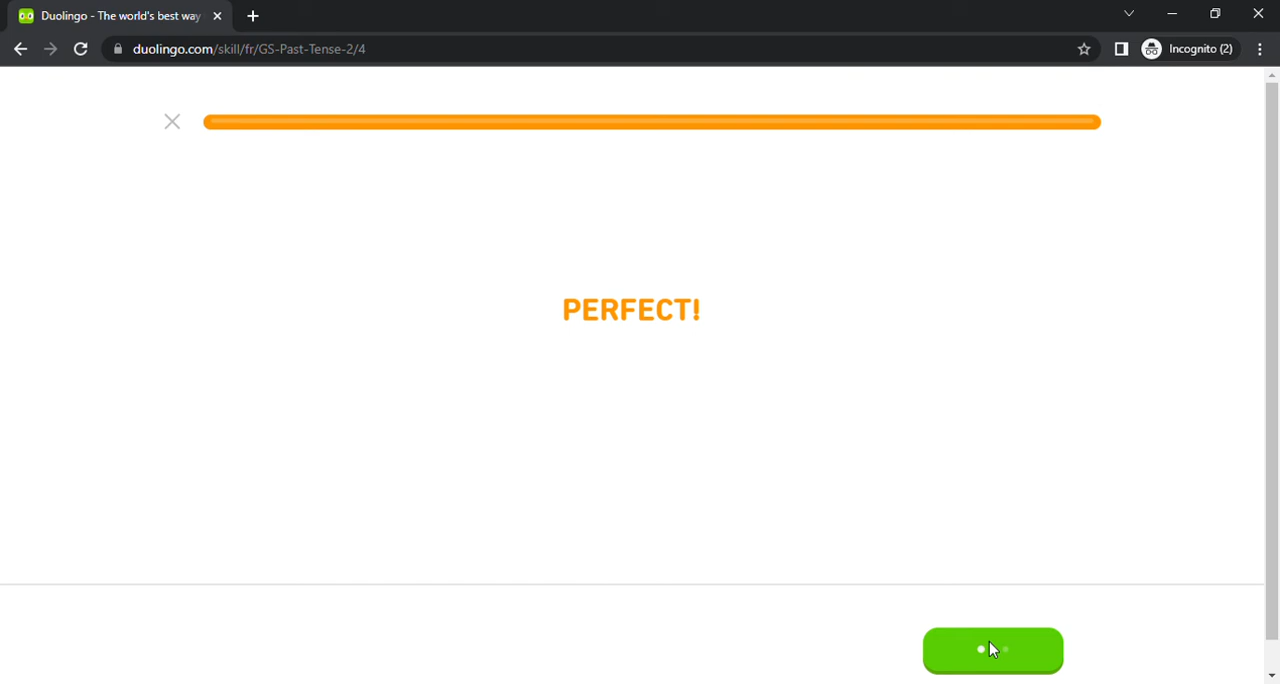 Duolingo - The world's best way
duolingo.com/skill/fr/GS-Past-Tense-2/4
Incognito (2)
PERFECT!